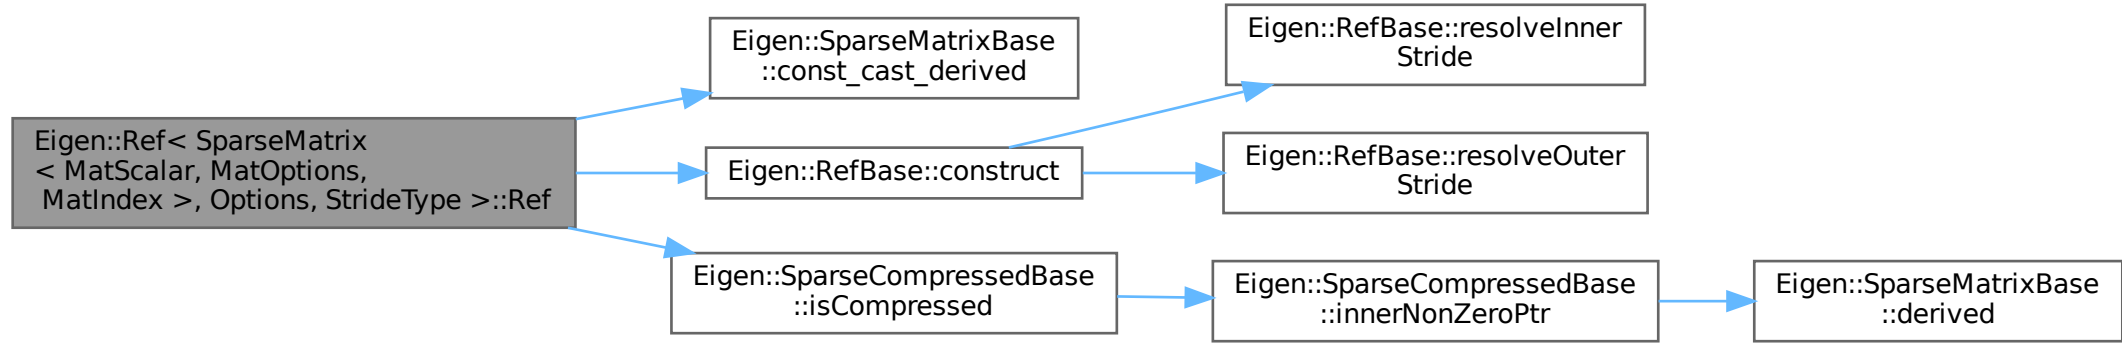 Eigen::Ref< SparseMatrix
< MatScalar, MatOptions,
MatIndex >, Options, StrideType >::Ref
Eigen::SparseMatrixBase
::const_cast_derived
Eigen::RefBase::construct
Eigen::RefBase::resolveInner
Stride
Eigen::RefBase::resolveOuter
Stride
Eigen::SparseCompressedBase
::isCompressed
Eigen::SparseCompressedBase
::innerNonZeroPtr
Eigen::SparseMatrixBase
::derived